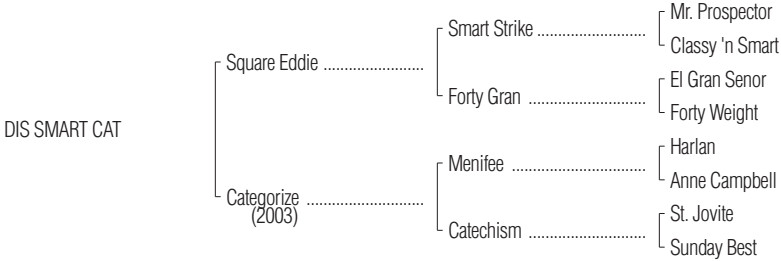 Mr. Prospector
Smart Strike ..........................
Classy 'n Smart
Square Eddie ........................
El Gran Senor
Forty Gran ............................
Forty Weight
DIS SMART CAT
Harlan
Menifee ................................
Anne Campbell
Categorize ............................
(2003)
St. Jovite
Catechism ............................
Sunday Best